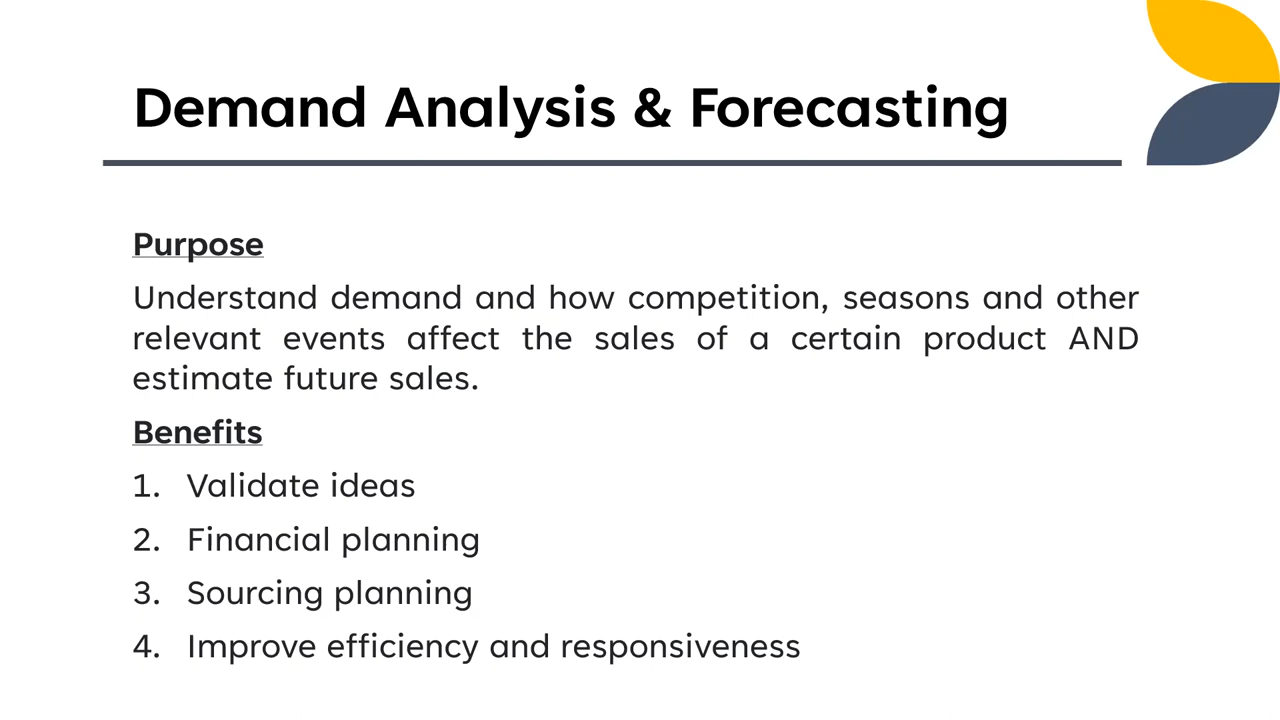 Demand Analysis & Forecasting
Purpose
Understand demand and how competition, seasons and other
relevant events affect the sales of a certain product AND
estimate future sales.
Benefits
1. Validate ideas
2. Financial planning
3. Sourcing planning
4. Improve efficiency and responsiveness